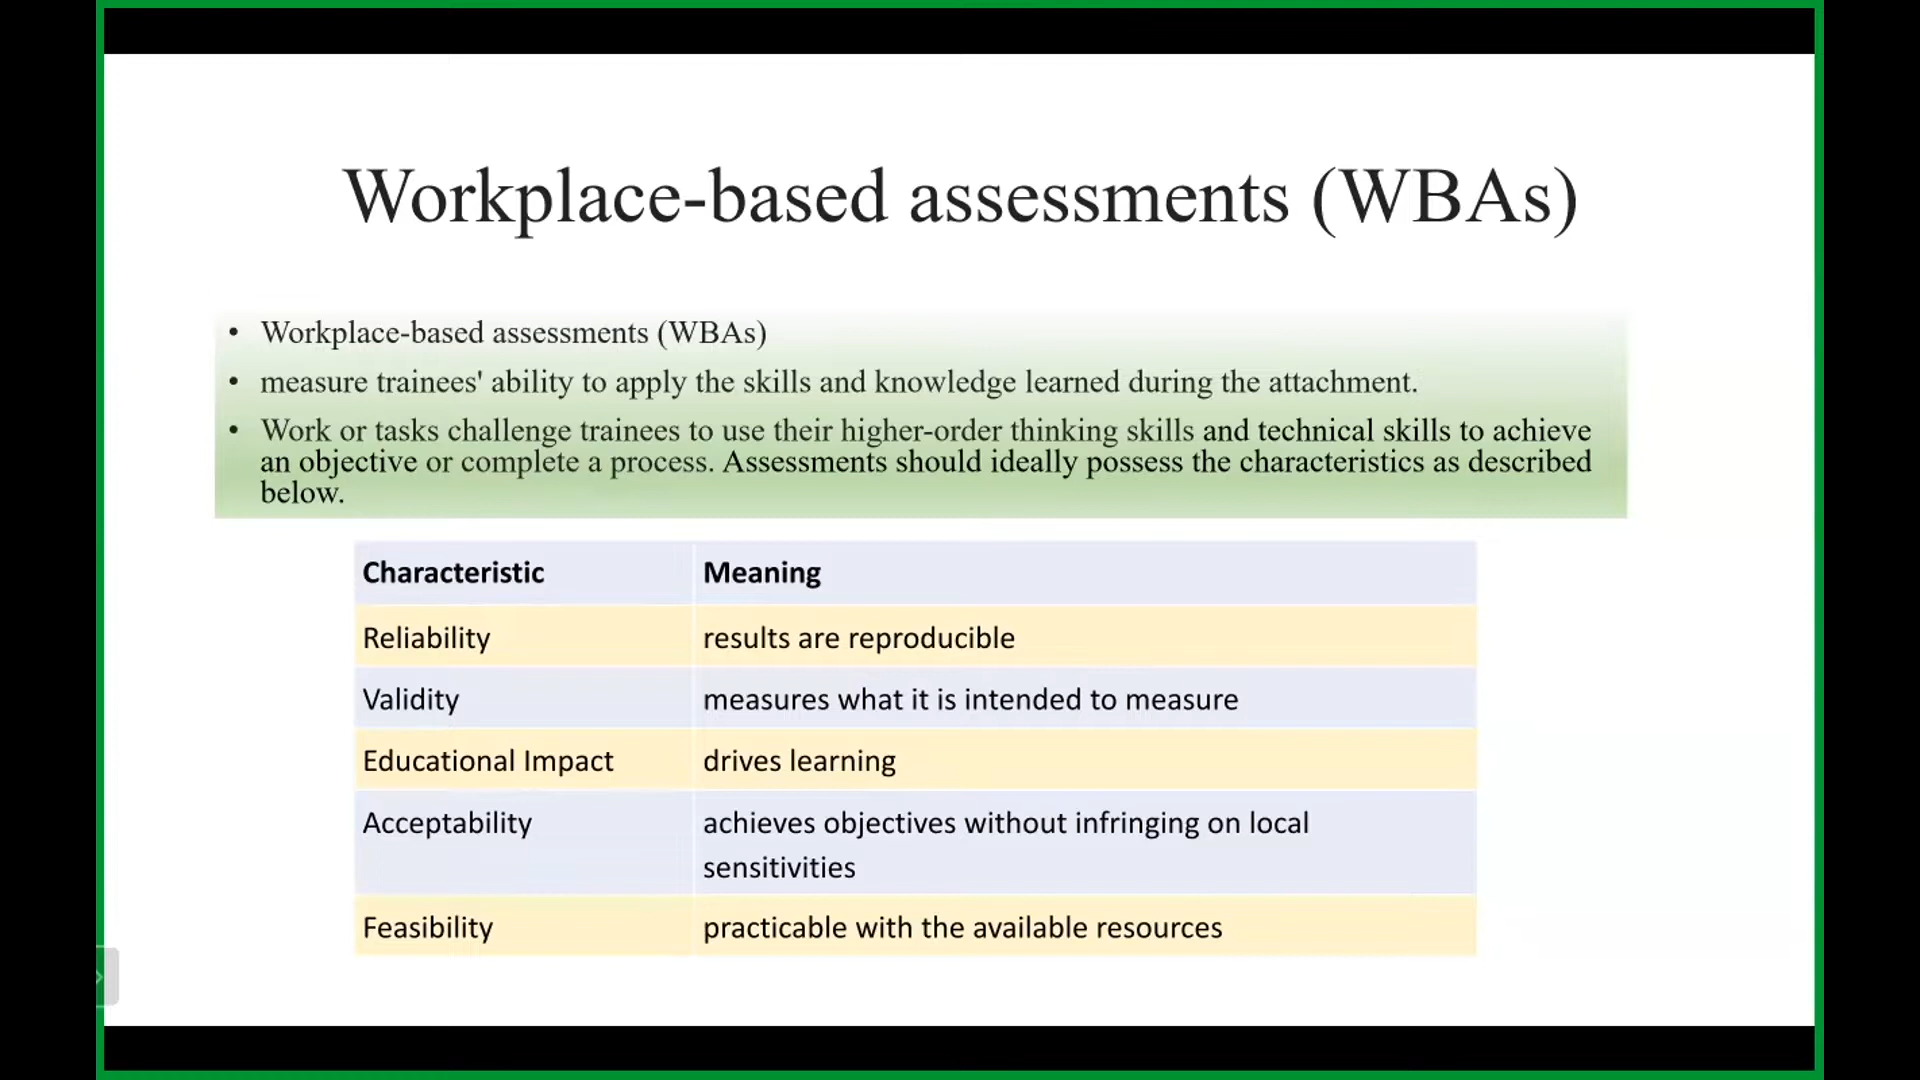 Workplace-based assessments (WBAs)
• Workplace-based assessments (WBAs)
• measure trainees' ability to apply the skills and knowledge learned during the attachment.
• Work or tasks challenge trainees to use their higher-order thinking skills and technical skills to achieve
an objective or complete a process. Assessments should ideally possess the characteristics as described
below.
Characteristic Meaning
Reliability results are reproducible
Validity measures what it is intended to measure
Educational Impact drives learning
Acceptability achieves objectives without infringing on local
sensitivities
Feasibility practicable with the available resources